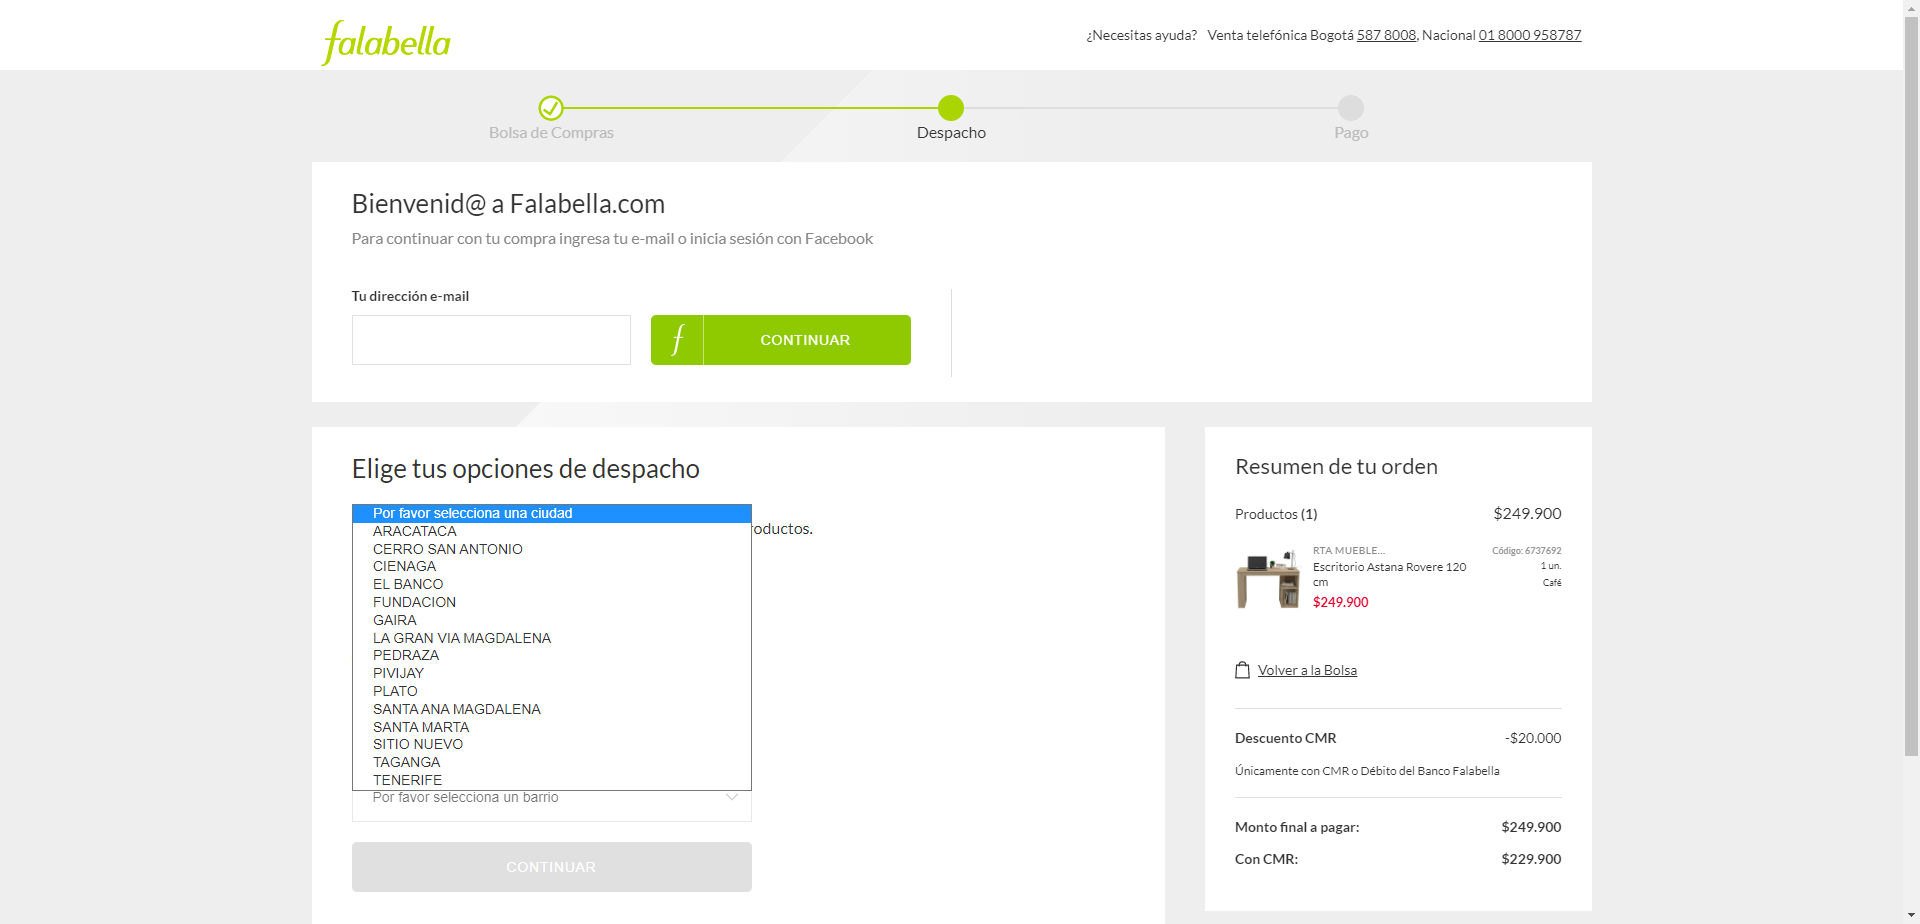 falabella
¿Necesitas ayuda? Venta telefónica Bogotá 587 8008, Nacional 01 8000 958787
Bolsa de Compras
Despacho
Pago
Bienvenid@ a Falabella.com
Para continuar con tu compra ingresa tu e-mail o inicia sesión con Facebook
Tu dirección e-mail
f CONTINUAR
Elige tus opciones de despacho
Por favor selecciona una ciudad
oductos.
ARACATACA
CERRO SAN ANTONIO
CIENAGA
EL BANCO
FUNDACION
GAIRA
LA GRAN VIA MAGDALENA
PEDRAZA
PIVIJAY
PLATO
SANTA ANA MAGDALENA
SANTA MARTA
SITIO NUEVO
TAGANGA
TENERIFE
Por favor selecciona un barrio
CONTINUAR
Resumen de tu orden
Productos (1) $249.900
RTA MUEBLE... Código: 6737692
Escritorio Astana Rovere 120 1 un.
cm Café
$249.900
Volver a la Bolsa
Descuento CMR -$20.000
Únicamente con CMR o Débito del Banco Falabella
Monto final a pagar: $249.900
Con CMR: $229.900